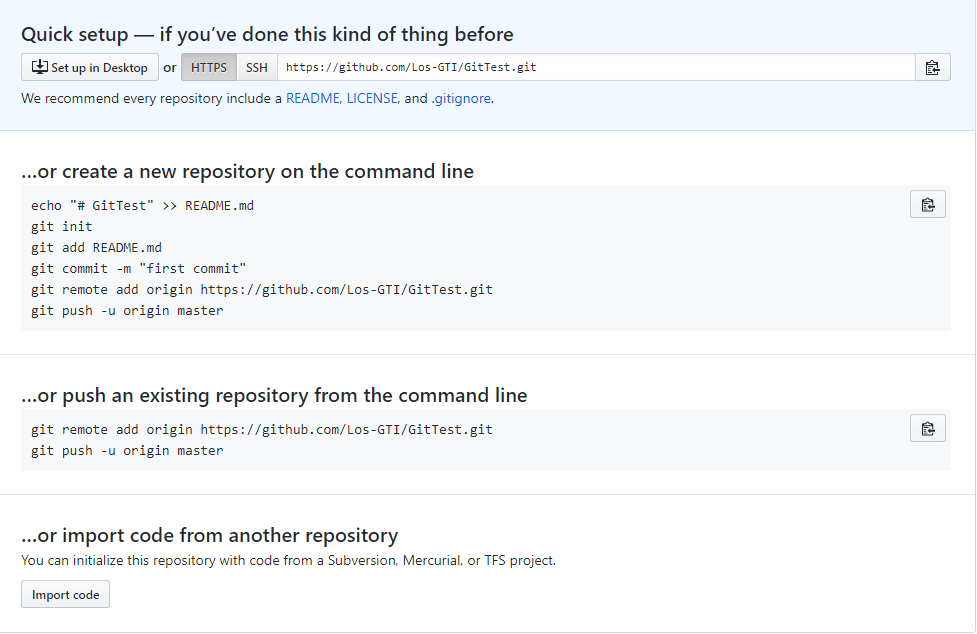 Quick setup — if you’ve done this kind of thing before
Set up in Desktop or HTTPS SSH https://github.com/Los-GTI/GitTest.git
We recommend every repository include a README, LICENSE, and .gitignore.
…or create a new repository on the command line
echo "# GitTest" >> README.md
git init
git add README.md
git commit -m "first commit"
git remote add origin https://github.com/Los-GTI/GitTest.git
git push -u origin master
…or push an existing repository from the command line
git remote add origin https://github.com/Los-GTI/GitTest.git
git push -u origin master
…or import code from another repository
You can initialize this repository with code from a Subversion, Mercurial, or TFS project.
Import code